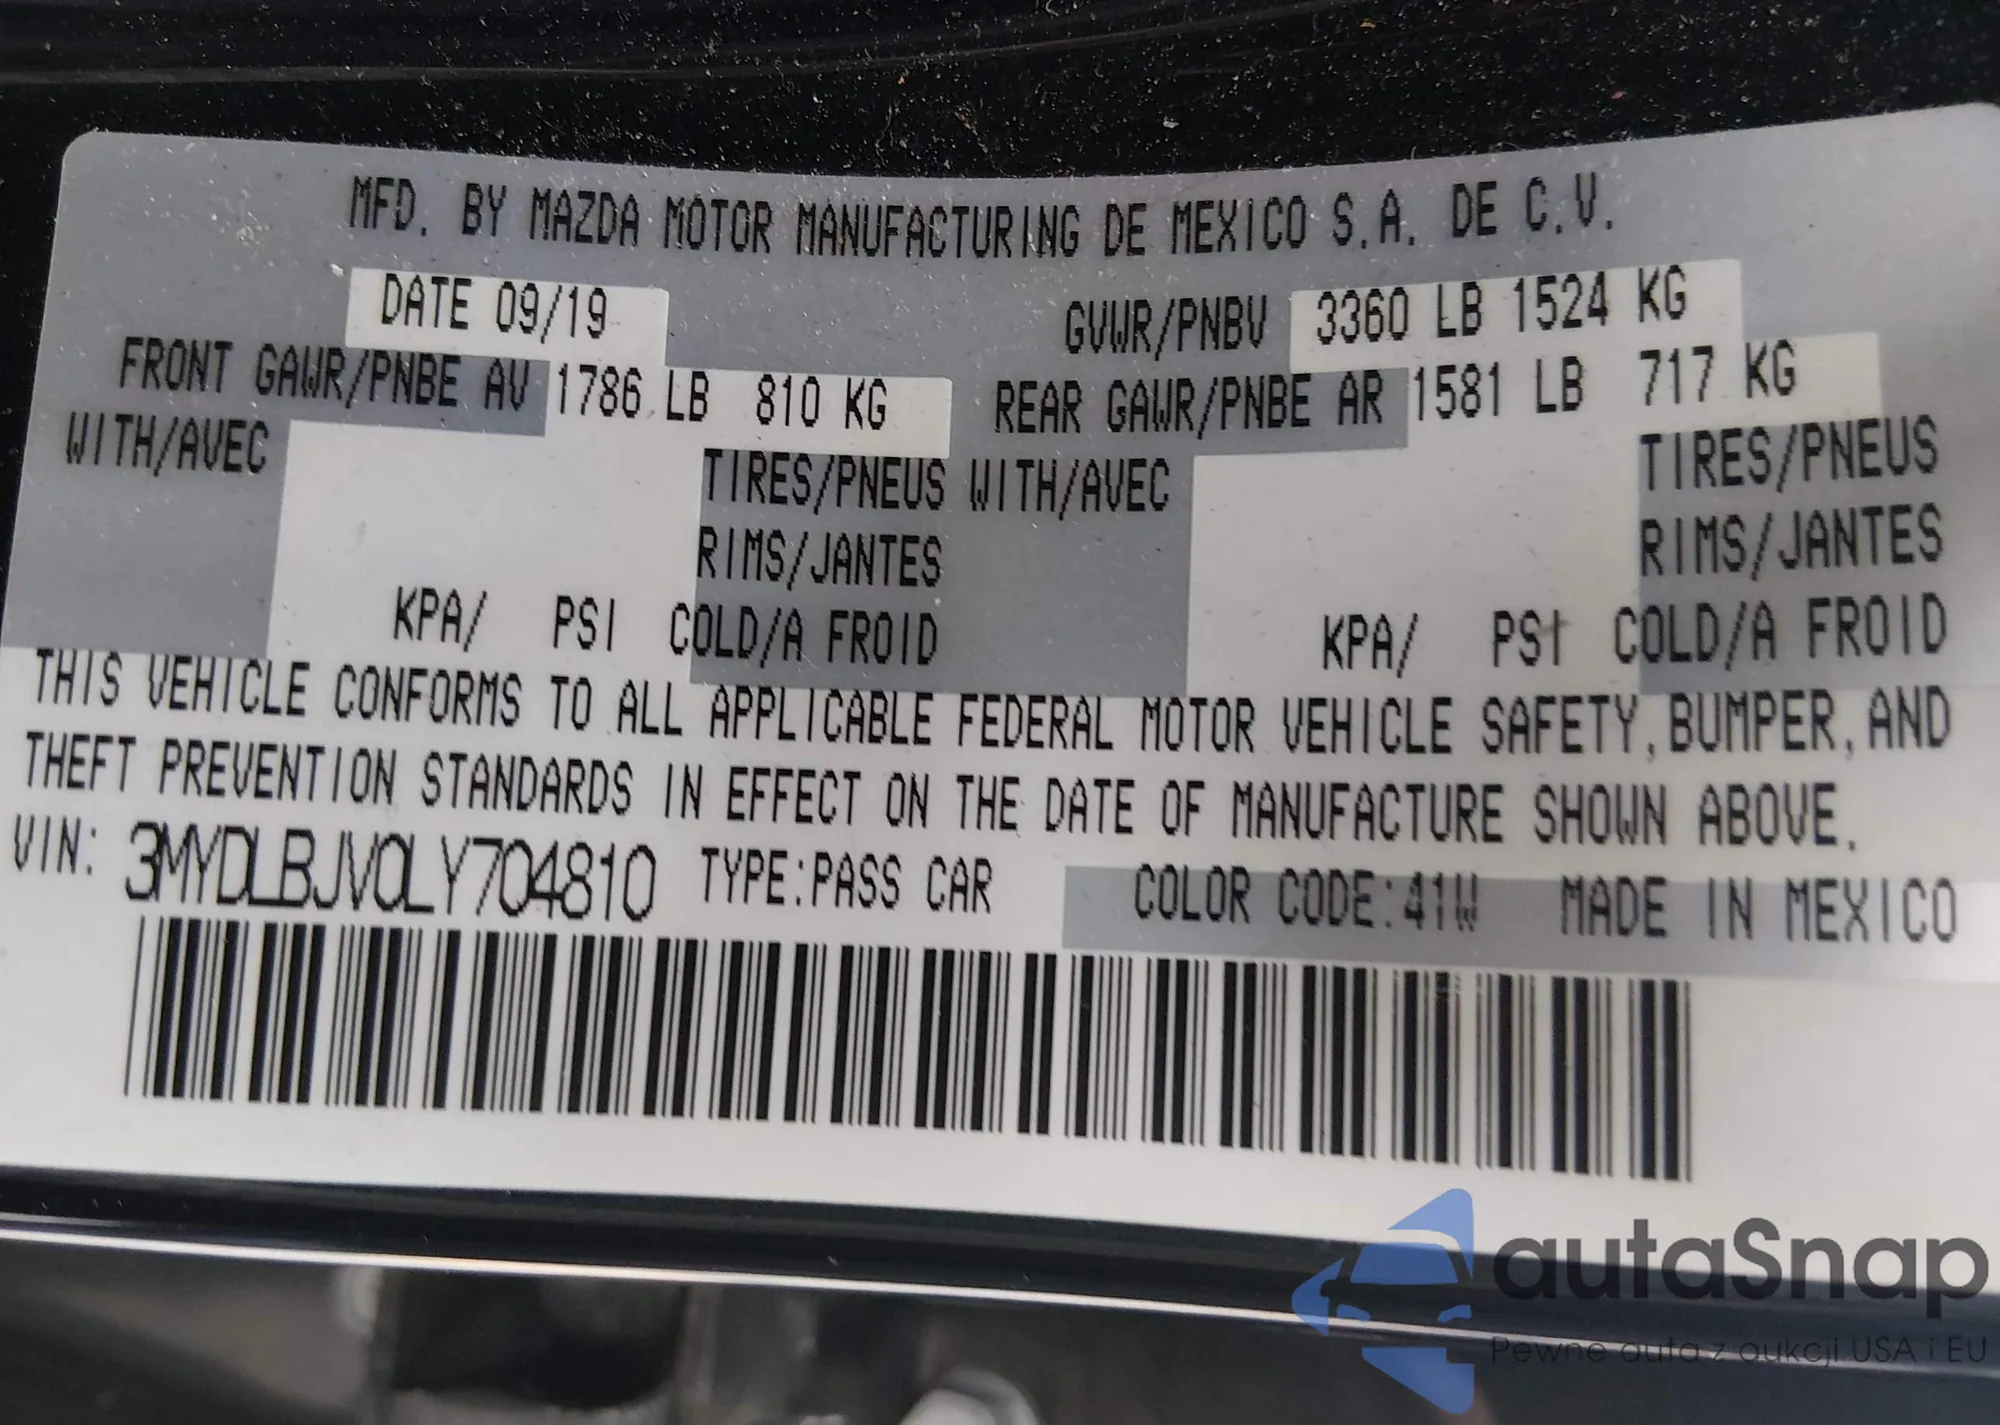 MFD. BY MAZDA MOTOR MANUFACTURING DE MEXICO S.A. DE C.V.
DATE 09/19 GVWR/PNBV 3360 LB 1524 KG
FRONT GAWR/PNBE AV 1786 LB 810 KG REAR GAWR/PNBE AR 1581 LB 717 KG
WITH/AVEC TIRES/PNEUS WITH/AVEC TIRES/PNEUS
RIMS/JANTES RIMS/JANTES
KPA/ PSI COLD/A FROID KPA/ PSI COLD/A FROID
THIS VEHICLE CONFORMS TO ALL APPLICABLE FEDERAL MOTOR VEHICLE SAFETY, BUMPER, AND
THEFT PREVENTION STANDARDS IN EFFECT ON THE DATE OF MANUFACTURE SHOWN ABOVE.
VIN: 3MYDLBJV0LY704810 TYPE:PASS CAR COLOR CODE:41W MADE IN MEXICO
autaSnap
Pewne auta z aukcji USA i EU